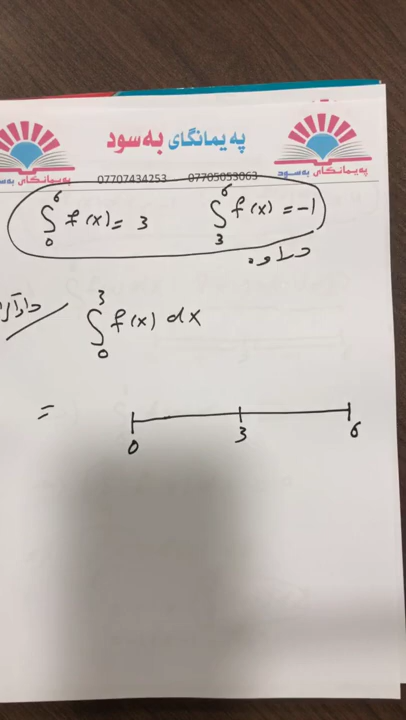 پەیمانگای بەسود
پەیمانگای بەسود
پەیمانگای بەسود
07707434253 07705053063
∫₀⁶ f(x) = 3 ∫₃⁶ f(x) = -1
دراوە
∫₀³ f(x) dx
=
0 3 6